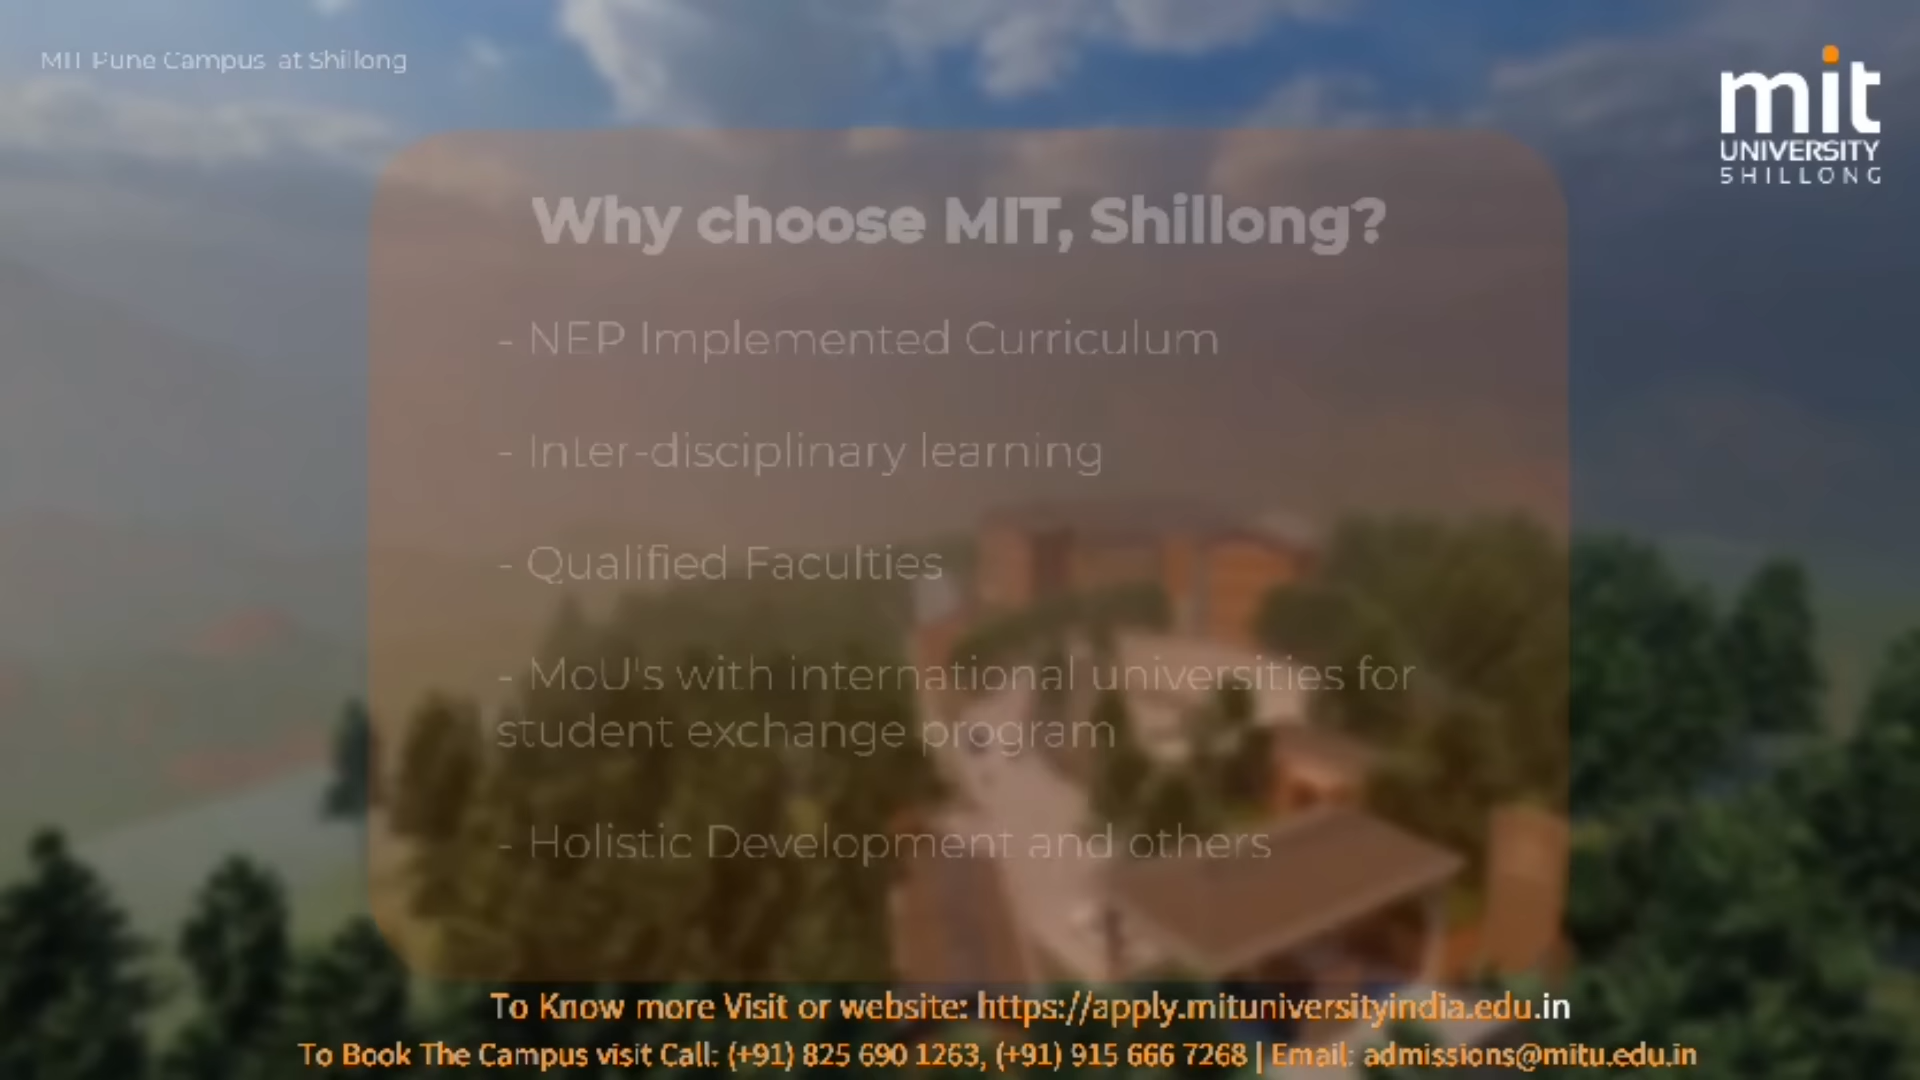 MIT Pune Campus at Shillong
mit
UNIVERSITY
SHILLONG
Why choose MIT, Shillong?
- NEP Implemented Curriculum
- Inter-disciplinary learning
- Qualified Faculties
- MoU's with international universities for
student exchange program
- Holistic Development and others
To Know more Visit or website: https://apply.mituniversityindia.edu.in
To Book The Campus visit Call: (+91) 825 690 1263, (+91) 915 666 7268 | Email: admissions@mitu.edu.in